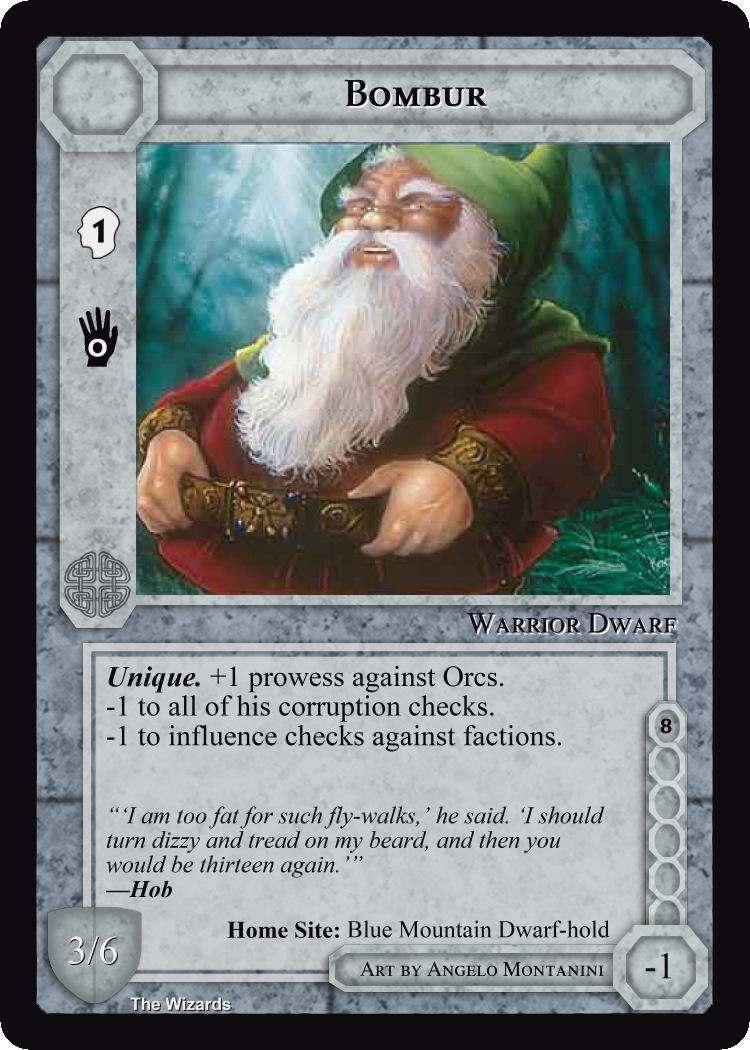 Bombur
1
0
Warrior Dwarf
Unique. +1 prowess against Orcs.
-1 to all of his corruption checks.
-1 to influence checks against factions.
8
“‘I am too fat for such fly-walks,’ he said. ‘I should
turn dizzy and tread on my beard, and then you
would be thirteen again.’”
—Hob
Home Site: Blue Mountain Dwarf-hold
3/6
Art by Angelo Montanini
-1
The Wizards